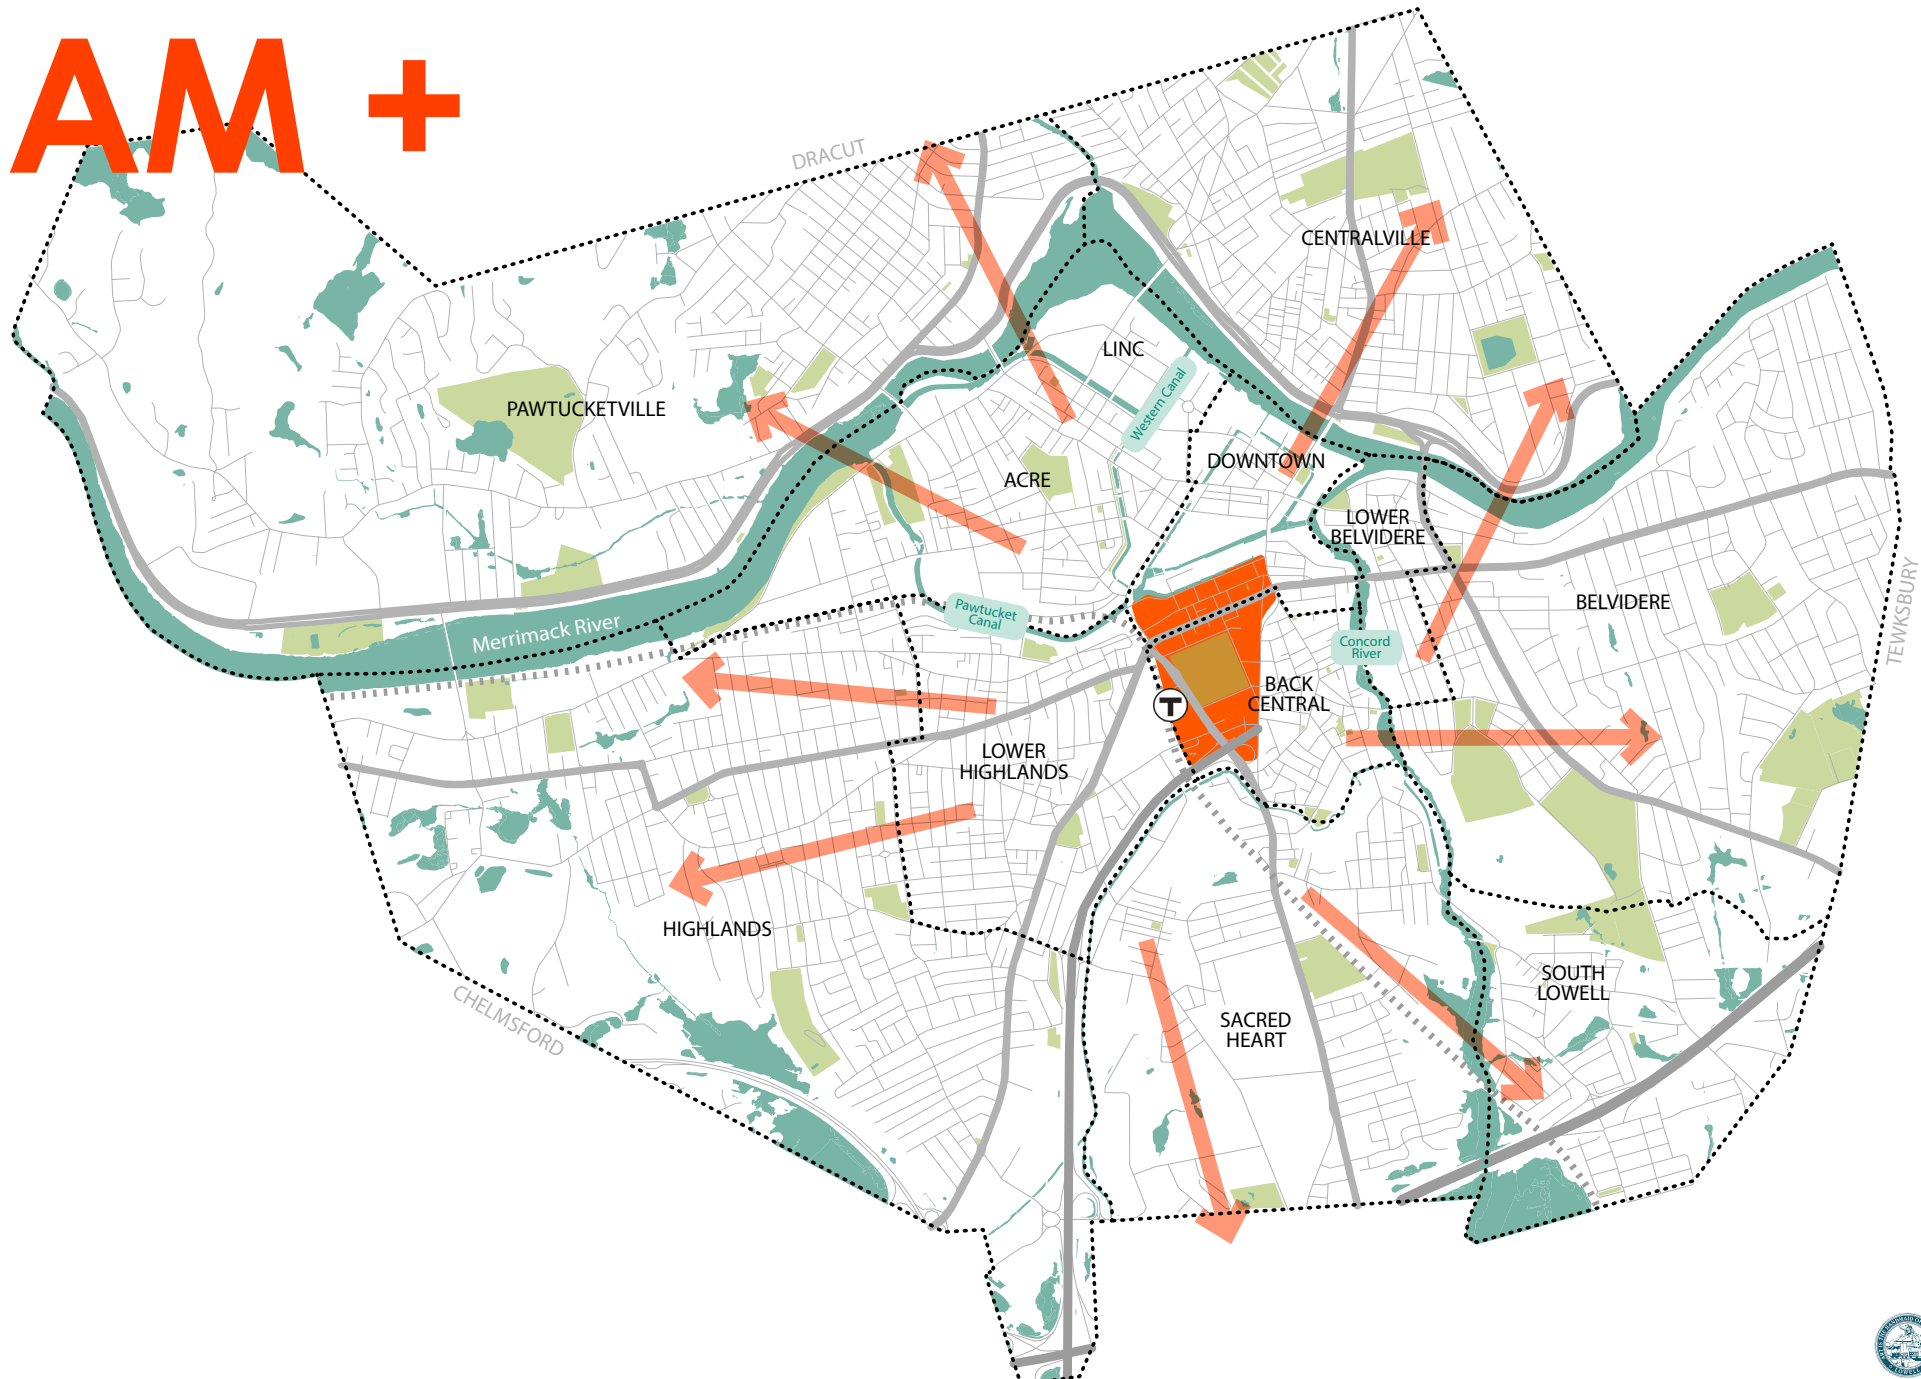 AM +
DRACUT
CENTRALVILLE
LINC
Western Canal
PAWTUCKETVILLE
DOWNTOWN
ACRE
LOWER
BELVIDERE
BELVIDERE
TEWKSBURY
Pawtucket
Canal
Merrimack River
Concord
River
BACK
CENTRAL
T
LOWER
HIGHLANDS
HIGHLANDS
SOUTH
LOWELL
CHELMSFORD
SACRED
HEART